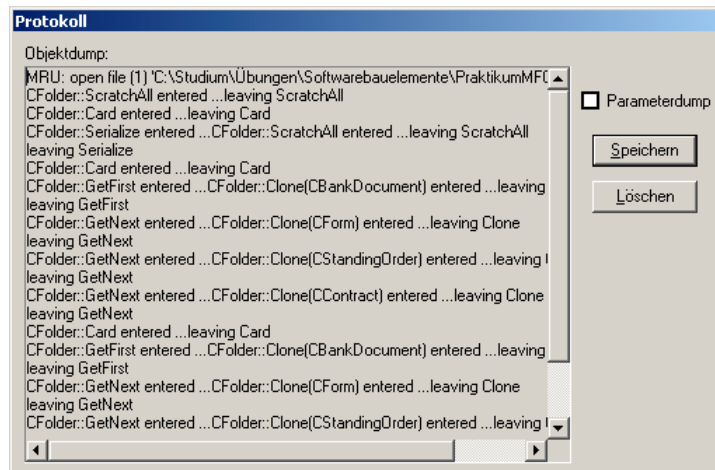 Protokoll
Objektdump:
MRU: open file (1) 'C:\Studium\Übungen\Softwarebauelemente\PraktikumMFC
CFolder::ScratchAll entered ...leaving ScratchAll
CFolder::Card entered ...leaving Card
CFolder::Serialize entered ...CFolder::ScratchAll entered ...leaving ScratchAll
leaving Serialize
CFolder::Card entered ...leaving Card
CFolder::GetFirst entered ...CFolder::Clone(CBankDocument) entered ...leaving
leaving GetFirst
CFolder::GetNext entered ...CFolder::Clone(CForm) entered ...leaving Clone
leaving GetNext
CFolder::GetNext entered ...CFolder::Clone(CStandingOrder) entered ...leaving
leaving GetNext
CFolder::GetNext entered ...CFolder::Clone(CContract) entered ...leaving Clone
leaving GetNext
CFolder::Card entered ...leaving Card
CFolder::GetFirst entered ...CFolder::Clone(CBankDocument) entered ...leaving
leaving GetFirst
CFolder::GetNext entered ...CFolder::Clone(CForm) entered ...leaving Clone
leaving GetNext
CFolder::GetNext entered ...CFolder::Clone(CStandingOrder) entered ...leaving
Parameterdump
Speichern
Löschen